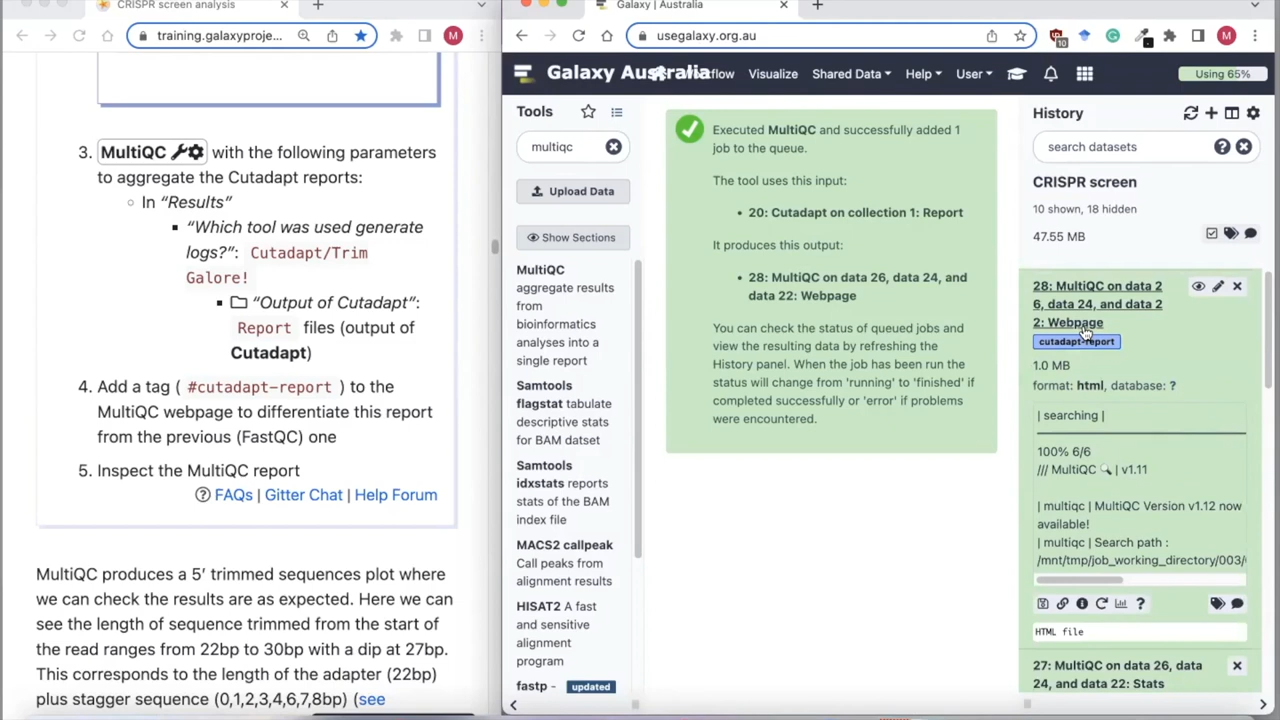 CRISPR screen analysis
training.galaxyproje...
M
3. MultiQC with the following parameters
to aggregate the Cutadapt reports:
In “Results”
“Which tool was used generate
logs?”: Cutadapt/Trim
Galore!
“Output of Cutadapt”:
Report files (output of
Cutadapt)
4. Add a tag ( #cutadapt-report ) to the
MultiQC webpage to differentiate this report
from the previous (FastQC) one
5. Inspect the MultiQC report
FAQs | Gitter Chat | Help Forum
MultiQC produces a 5′ trimmed sequences plot where
we can check the results are as expected. Here we can
see the length of sequence trimmed from the start of
the read ranges from 22bp to 30bp with a dip at 27bp.
This corresponds to the length of the adapter (22bp)
plus stagger sequence (0,1,2,3,4,6,7,8bp) (see
Galaxy | Australia
usegalaxy.org.au
10
M
Galaxy Australia
Visualize
Shared Data
Help
User
Using 65%
Tools
multiqc
Upload Data
Show Sections
MultiQC
aggregate results
from
bioinformatics
analyses into a
single report
Samtools
flagstat tabulate
descriptive stats
for BAM datset
Samtools
idxstats reports
stats of the BAM
index file
MACS2 callpeak
Call peaks from
alignment results
HISAT2 A fast
and sensitive
alignment
program
fastp - updated
Executed MultiQC and successfully added 1
job to the queue.
The tool uses this input:
• 20: Cutadapt on collection 1: Report
It produces this output:
• 28: MultiQC on data 26, data 24, and
data 22: Webpage
You can check the status of queued jobs and
view the resulting data by refreshing the
History panel. When the job has been run the
status will change from 'running' to 'finished' if
completed successfully or 'error' if problems
were encountered.
History
search datasets
CRISPR screen
10 shown, 18 hidden
47.55 MB
28: MultiQC on data 2
6, data 24, and data 2
2: Webpage
cutadapt-report
1.0 MB
format: html, database: ?
| searching |
100% 6/6
/// MultiQC 🔍 | v1.11
| multiqc | MultiQC Version v1.12 now
available!
| multiqc | Search path :
/mnt/tmp/job_working_directory/003/
HTML file
27: MultiQC on data 26, data
24, and data 22: Stats